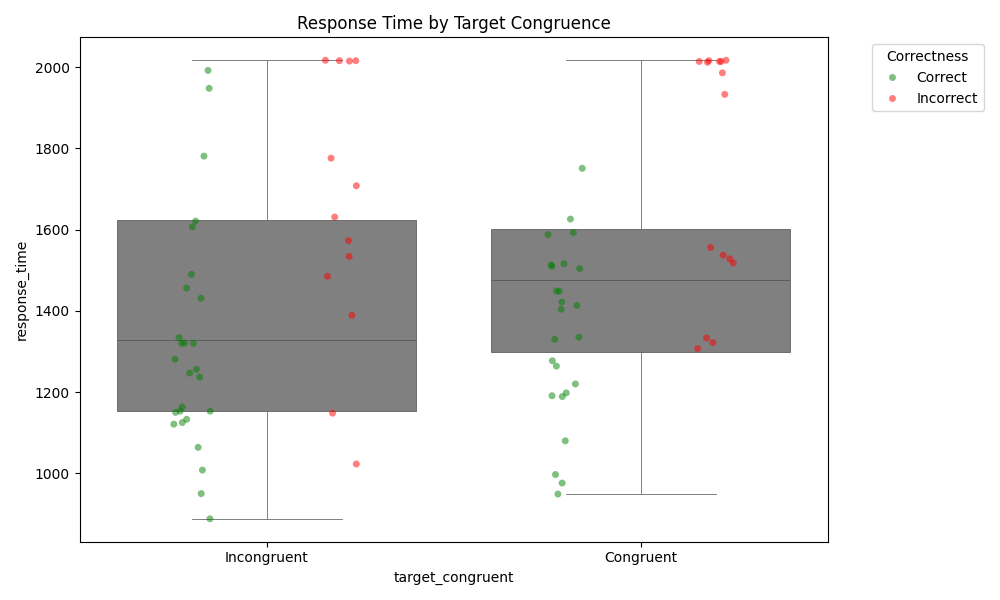 Response Time by Target Congruence
Correctness
Correct
Incorrect
2000
1800
1600
1400
1200
1000
response_time
Incongruent
Congruent
target_congruent